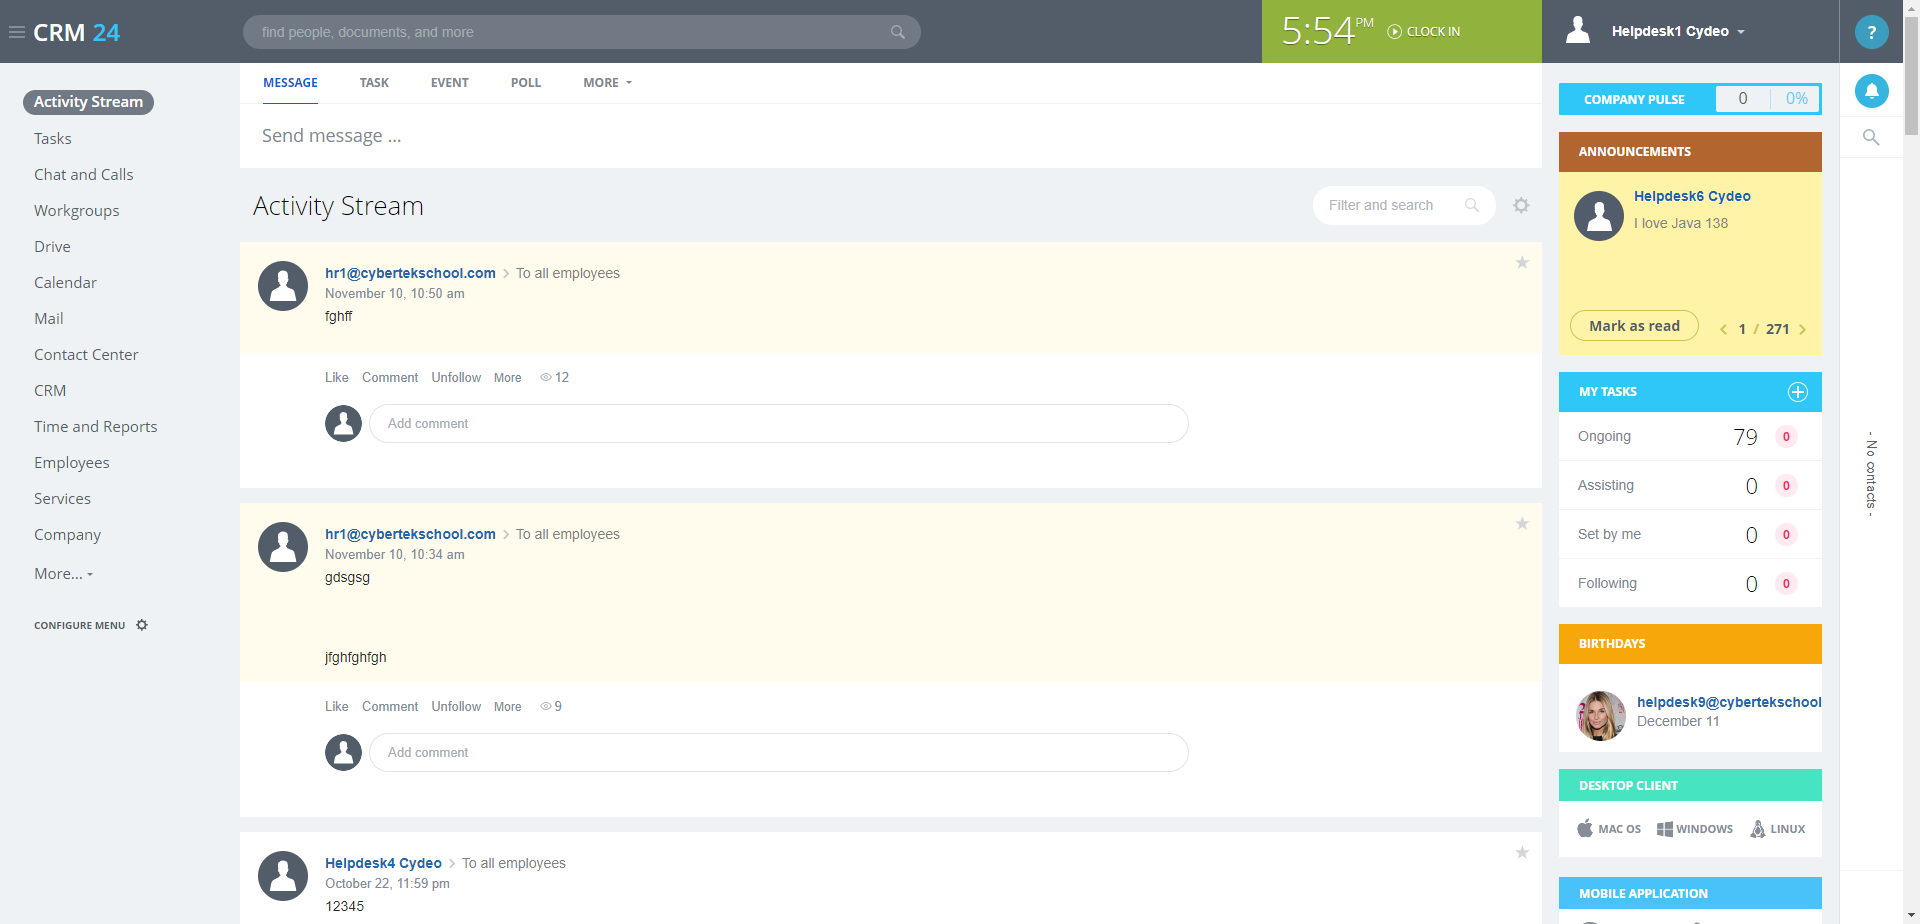 CRM 24
find people, documents, and more
5:54 PM CLOCK IN
Helpdesk1 Cydeo
?
Activity Stream
Tasks
Chat and Calls
Workgroups
Drive
Calendar
Mail
Contact Center
CRM
Time and Reports
Employees
Services
Company
More...
CONFIGURE MENU
MESSAGE TASK EVENT POLL MORE
Send message ...
Activity Stream
Filter and search
hr1@cybertekschool.com To all employees
November 10, 10:50 am
fghff
Like Comment Unfollow More 12
Add comment
hr1@cybertekschool.com To all employees
November 10, 10:34 am
gdsgsg
jfghfghfgh
Like Comment Unfollow More 9
Add comment
Helpdesk4 Cydeo To all employees
October 22, 11:59 pm
12345
COMPANY PULSE 0 0%
ANNOUNCEMENTS
Helpdesk6 Cydeo
I love Java 138
Mark as read 1 / 271
MY TASKS
Ongoing 79 0
Assisting 0 0
Set by me 0 0
Following 0 0
BIRTHDAYS
helpdesk9@cybertekschool
December 11
DESKTOP CLIENT
MAC OS WINDOWS LINUX
MOBILE APPLICATION
- No contacts -